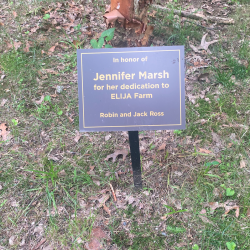 In honor of
Jennifer Marsh
for her dedication to
ELIJA Farm
Robin and Jack Ross